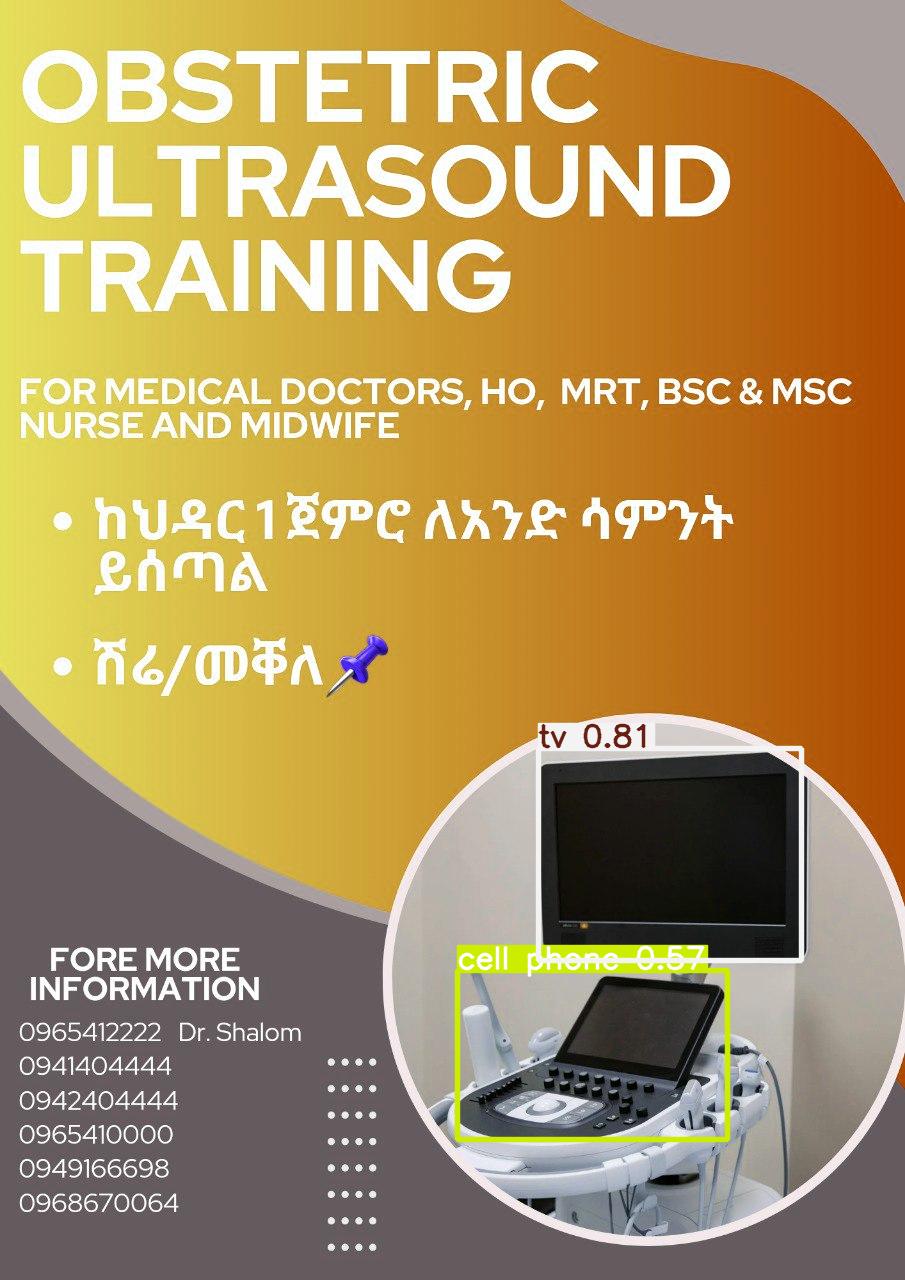 OBSTETRIC
ULTRASOUND
TRAINING
FOR MEDICAL DOCTORS, HO, MRT, BSC & MSC
NURSE AND MIDWIFE
• ከህዳር 1 ጀምሮ ለአንድ ሳምንት
ይሰጣል
• ሽሬ/መቐለ
tv 0.81
cell phone 0.57
FORE MORE
INFORMATION
0965412222 Dr. Shalom
0941404444
0942404444
0965410000
0949166698
0968670064